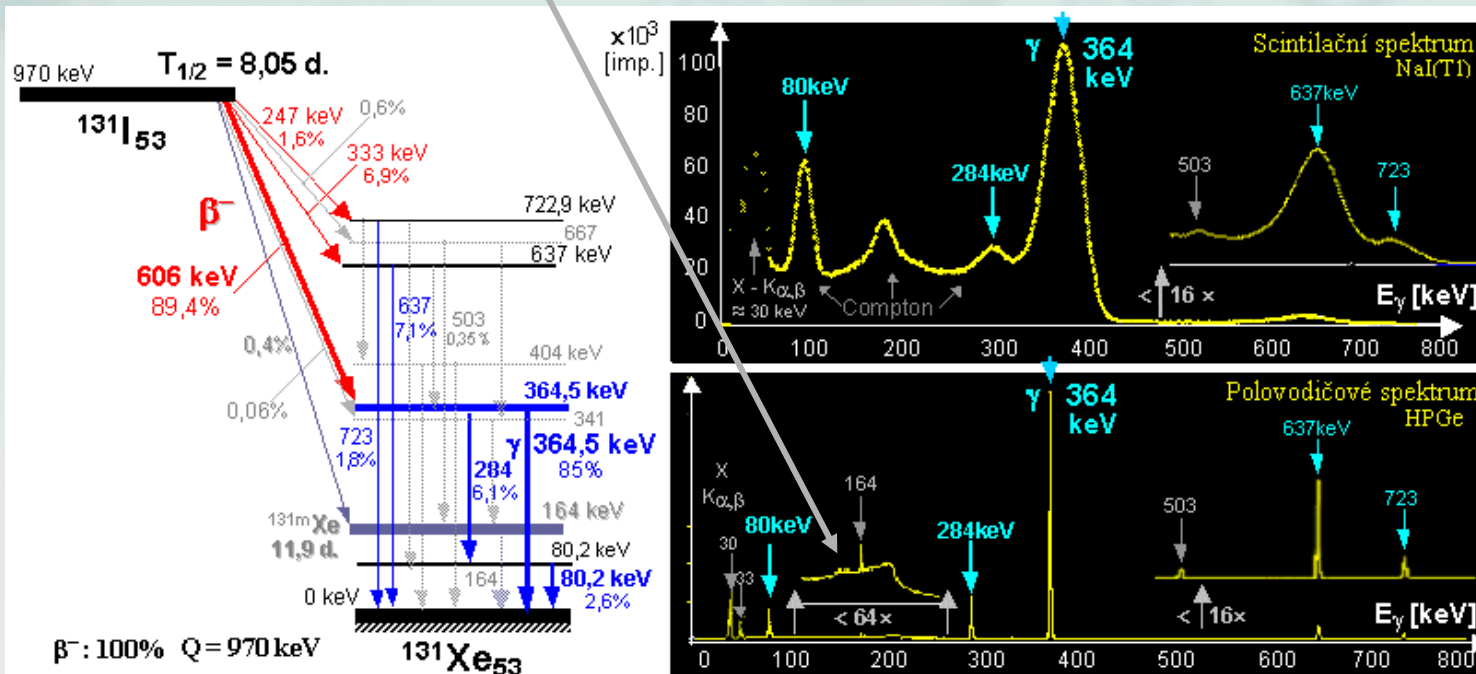 970 keV
T1/2 = 8,05 d.
131I53
247 keV
1,6%
0,6%
333 keV
6,9%
β−
606 keV
89,4%
0,4%
0,06%
722,9 keV
667
637 keV
637
7,1%
503
0,35 %
404 keV
364,5 keV
341
723
1,8%
284
6,1%
γ 364,5 keV
85%
131mXe
11,9 d.
164 keV
80,2 keV
164
80,2 keV
2,6%
0 keV
β−: 100% Q = 970 keV
131Xe53
x10³
[imp.]
100
80
60
40
20
0
γ 364
keV
Scintilační spektrum
NaI(T1)
80keV
284keV
637keV
503
723
X - Kα,β
≈ 30 keV
Compton
< 16 ×
Eγ [keV]
100 200 300 400 500 600 700 800
γ 364
keV
Polovodičové spektrum
HPGe
X
Kα,β
30
33
80keV
164
284keV
637keV
503
723
< 64×
< 16×
Eγ [keV]
0 100 200 300 400 500 600 700 800